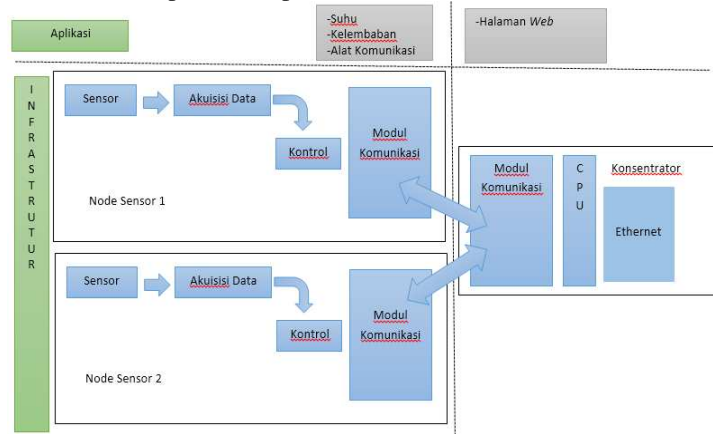 Aplikasi
-Suhu
-Kelembaban
-Alat Komunikasi
-Halaman Web
I
N
F
R
A
S
T
R
U
T
U
R
Sensor
Akuisisi Data
Kontrol
Modul
Komunikasi
Node Sensor 1
Sensor
Akuisisi Data
Kontrol
Modul
Komunikasi
Node Sensor 2
Modul
Komunikasi
C
P
U
Konsentrator
Ethernet